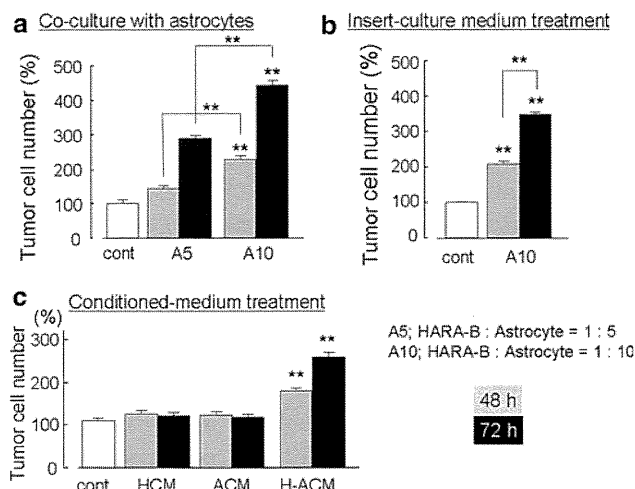 a Co-culture with astrocytes
Tumor cell number (%)
500
400
300
200
100
0
**
**
**
**
cont A5 A10
b Insert-culture medium treatment
Tumor cell number (%)
500
400
300
200
100
0
**
**
**
cont A10
c Conditioned-medium treatment
(%)
Tumor cell number
300
200
100
0
**
**
cont HCM ACM H-ACM
A5; HARA-B : Astrocyte = 1 : 5
A10; HARA-B : Astrocyte = 1 : 10
48 h
72 h